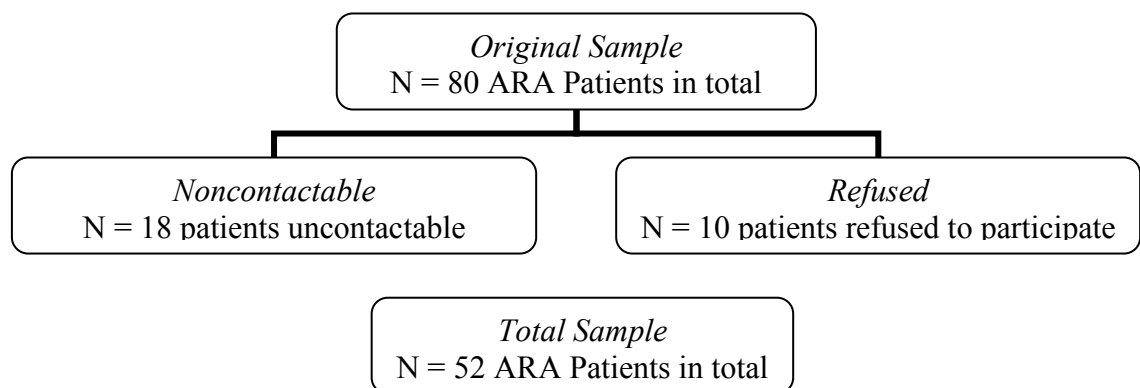 Original Sample
N = 80 ARA Patients in total
Noncontactable
N = 18 patients uncontactable
Refused
N = 10 patients refused to participate
Total Sample
N = 52 ARA Patients in total